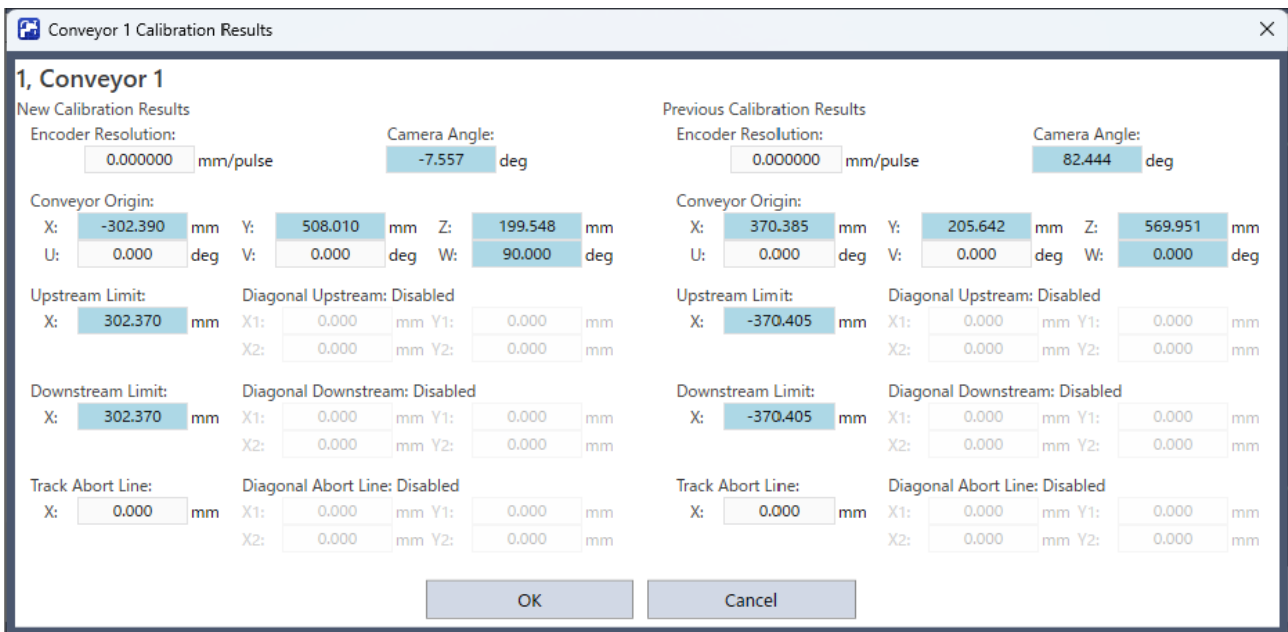 Conveyor 1 Calibration Results
1, Conveyor 1
New Calibration Results
Encoder Resolution: Camera Angle:
0.000000 mm/pulse -7.557 deg
Conveyor Origin:
X: -302.390 mm Y: 508.010 mm Z: 199.548 mm
U: 0.000 deg V: 0.000 deg W: 90.000 deg
Upstream Limit: Diagonal Upstream: Disabled
X: 302.370 mm X1: 0.000 mm Y1: 0.000 mm
X2: 0.000 mm Y2: 0.000 mm
Downstream Limit: Diagonal Downstream: Disabled
X: 302.370 mm X1: 0.000 mm Y1: 0.000 mm
X2: 0.000 mm Y2: 0.000 mm
Track Abort Line: Diagonal Abort Line: Disabled
X: 0.000 mm X1: 0.000 mm Y1: 0.000 mm
X2: 0.000 mm Y2: 0.000 mm
Previous Calibration Results
Encoder Resolution: Camera Angle:
0.000000 mm/pulse 82.444 deg
Conveyor Origin:
X: 370.385 mm Y: 205.642 mm Z: 569.951 mm
U: 0.000 deg V: 0.000 deg W: 0.000 deg
Upstream Limit: Diagonal Upstream: Disabled
X: -370.405 mm X1: 0.000 mm Y1: 0.000 mm
X2: 0.000 mm Y2: 0.000 mm
Downstream Limit: Diagonal Downstream: Disabled
X: -370.405 mm X1: 0.000 mm Y1: 0.000 mm
X2: 0.000 mm Y2: 0.000 mm
Track Abort Line: Diagonal Abort Line: Disabled
X: 0.000 mm X1: 0.000 mm Y1: 0.000 mm
X2: 0.000 mm Y2: 0.000 mm
OK Cancel